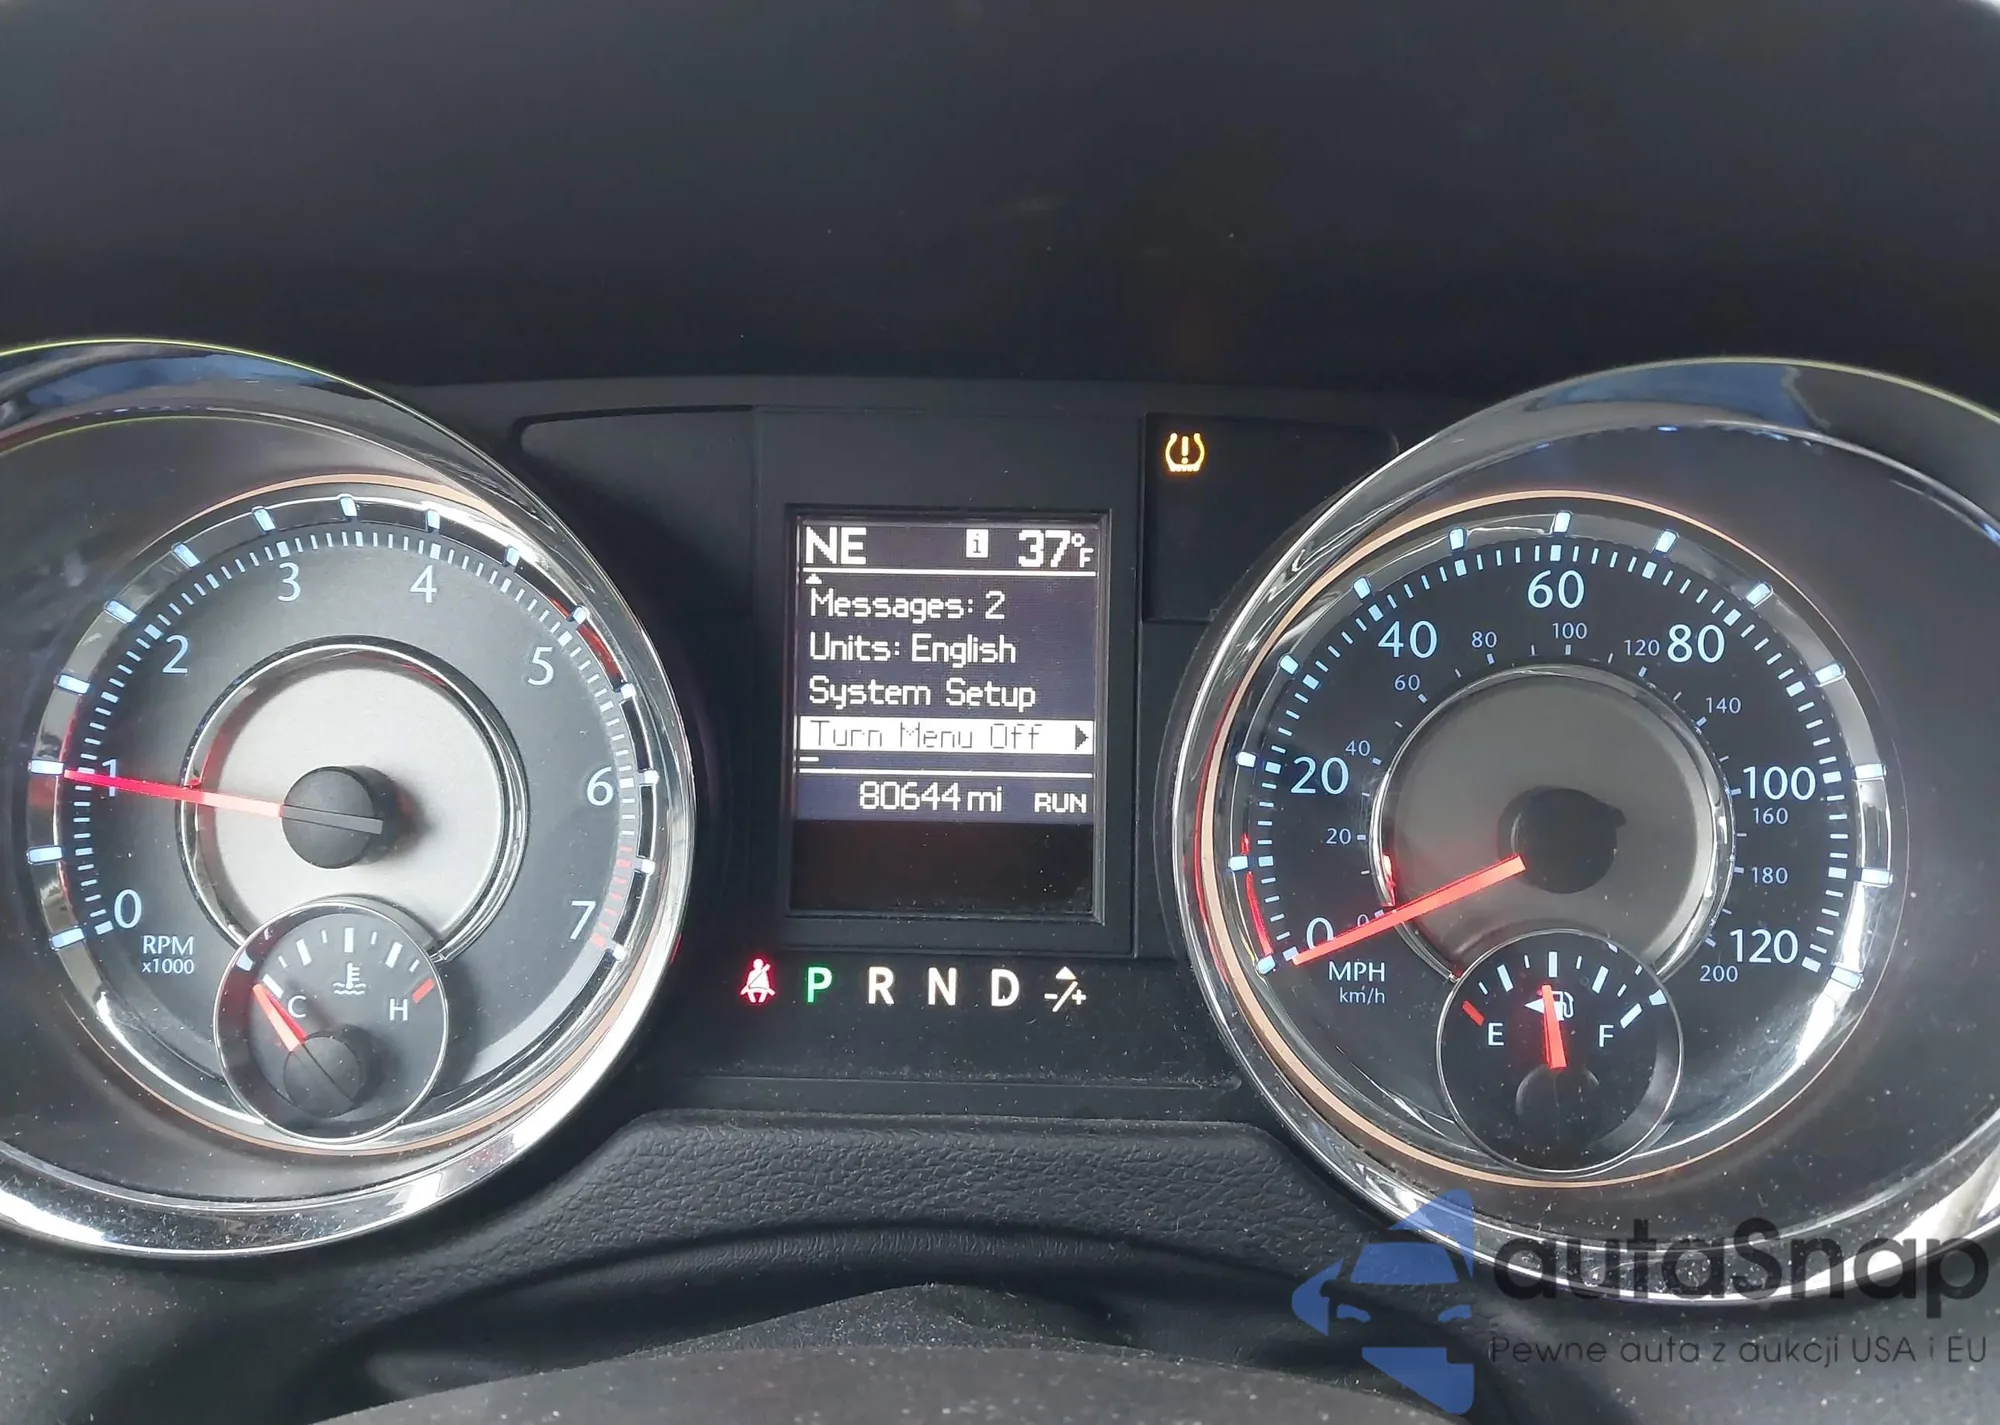 NE i 37°F
Messages: 2
Units: English
System Setup
Turn Menu Off
80644 mi RUN
P R N D -/+
0 1 2 3 4 5 6 7
RPM
x1000
C H
0 20 40 60 80 100 120
0 20 40 60 80 100 120 140 160 180 200
MPH
km/h
E F
autaSnap
Pewne auta z aukcji USA i EU